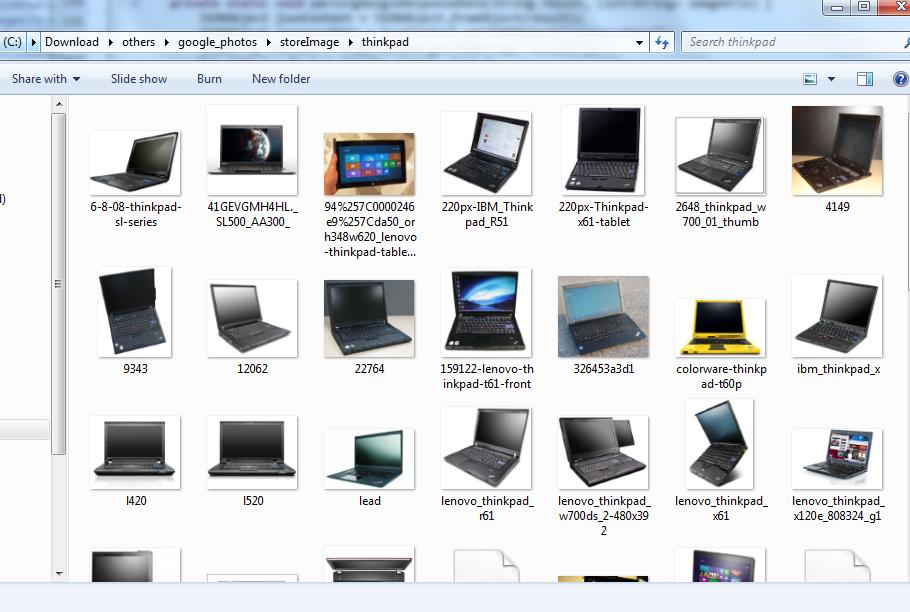 (C:) Download others google_photos storeImage thinkpad Search thinkpad
Share with Slide show Burn New folder
6-8-08-thinkpad-
sl-series
41GEVGMH4HL._
SL500_AA300_
94%257C0000246
e9%257Cda50_or
h348w620_lenovo
-thinkpad-table...
220px-IBM_Think
pad_R51
220px-Thinkpad-
x61-tablet
2648_thinkpad_w
700_01_thumb
4149
9343
12062
22764
159122-lenovo-th
inkpad-t61-front
326453a3d1
colorware-thinkp
ad-t60p
ibm_thinkpad_x
l420
l520
lead
lenovo_thinkpad_
r61
lenovo_thinkpad_
w700ds_2-480x39
2
lenovo_thinkpad_
x61
lenovo_thinkpad_
x120e_808324_g1